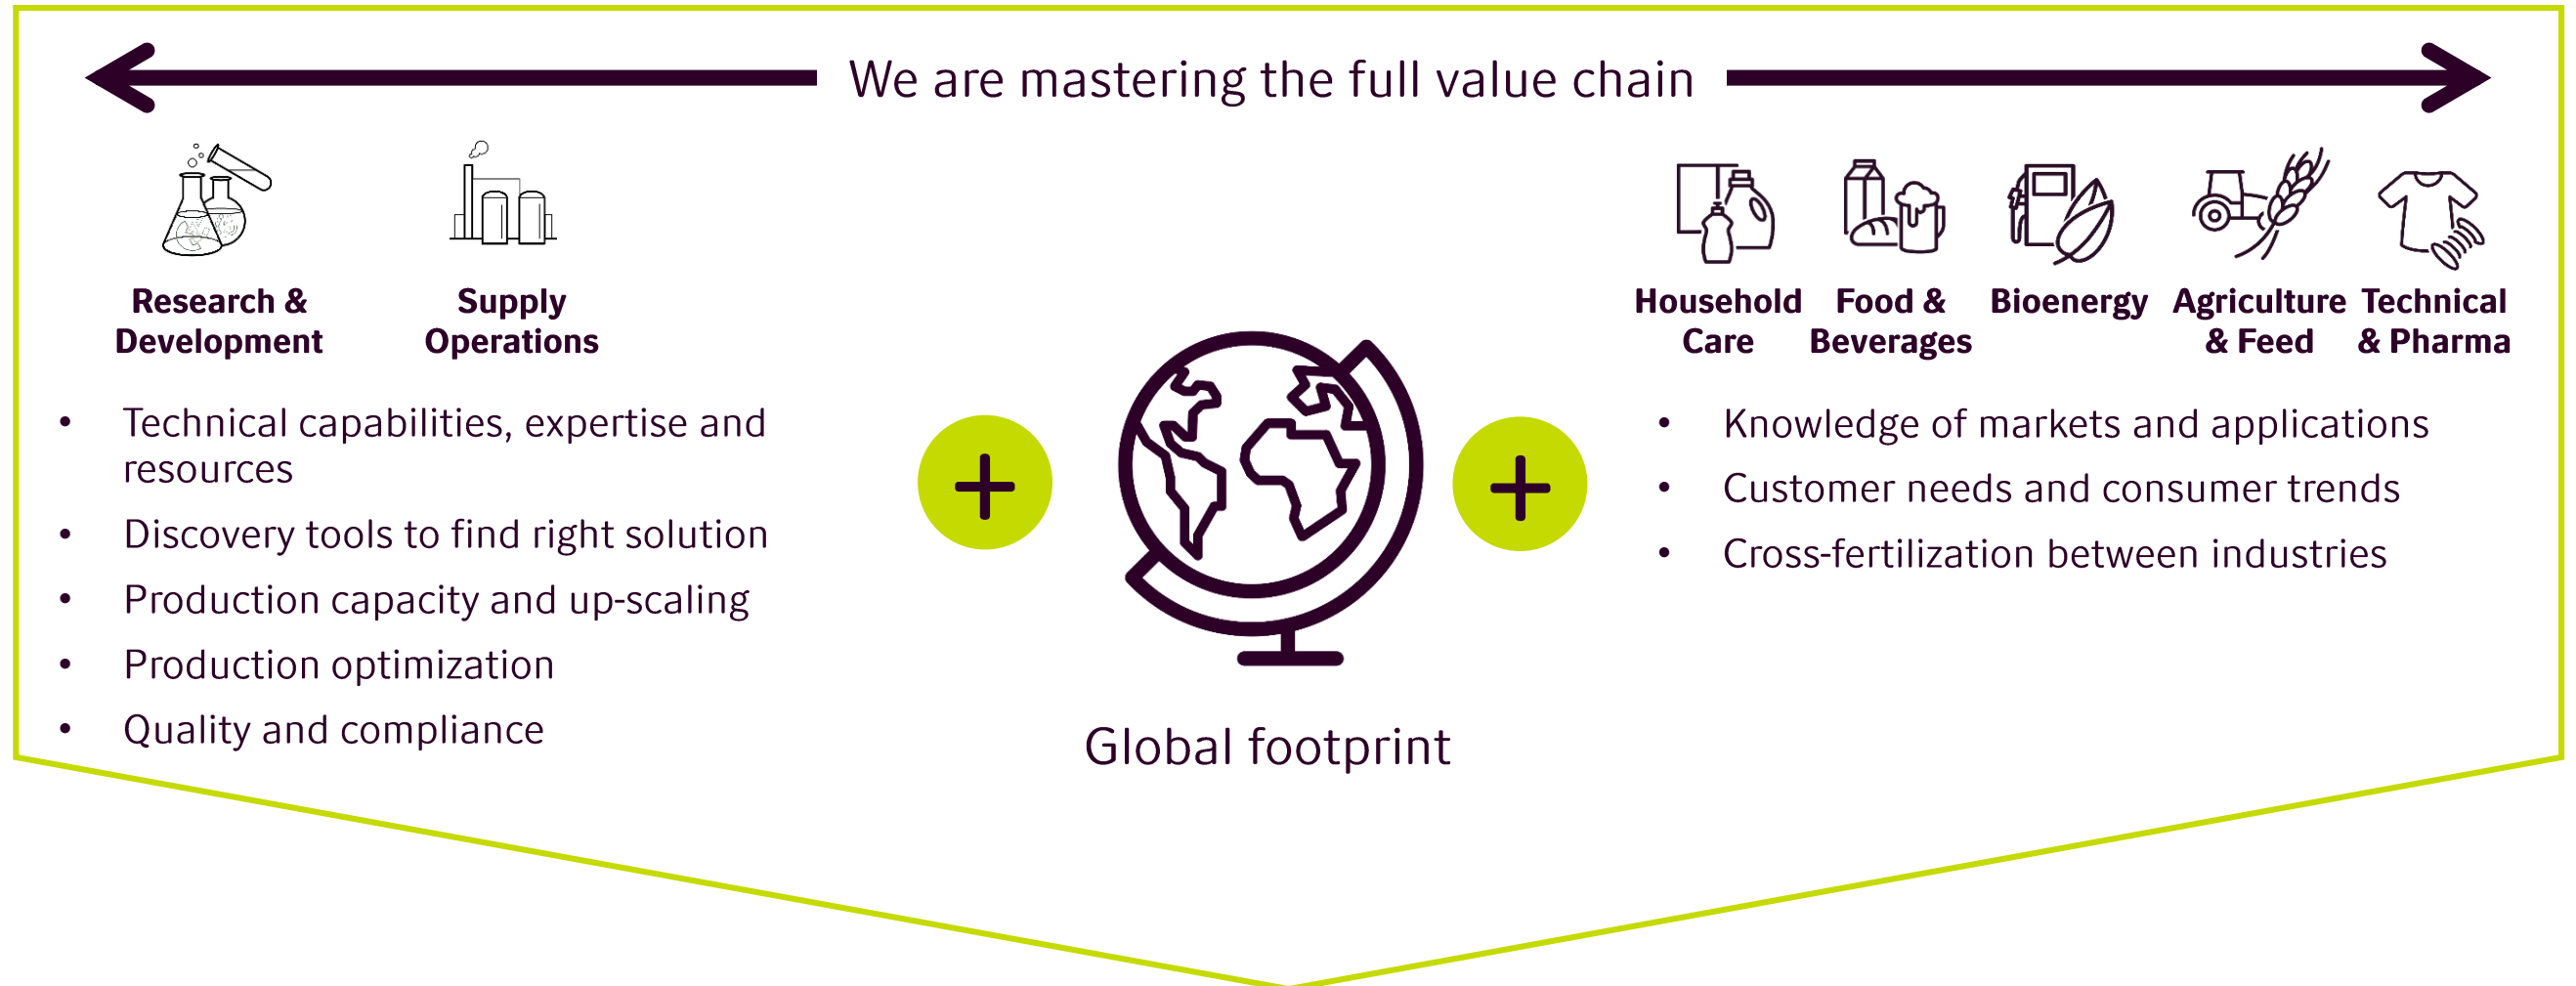 We are mastering the full value chain
Research &
Development
Supply
Operations
• Technical capabilities, expertise and
resources
• Discovery tools to find right solution
• Production capacity and up-scaling
• Production optimization
• Quality and compliance
+
Global footprint
+
Household
Care
Food &
Beverages
Bioenergy
Agriculture
& Feed
Technical
& Pharma
• Knowledge of markets and applications
• Customer needs and consumer trends
• Cross-fertilization between industries